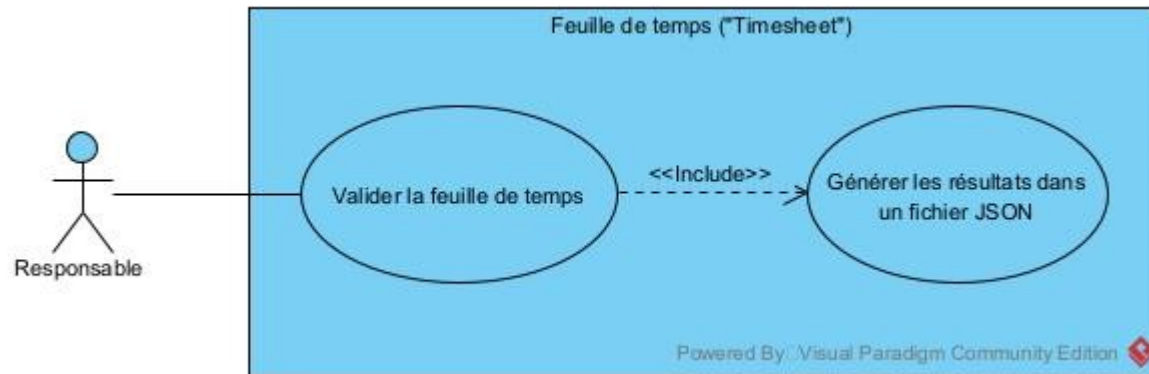 Feuille de temps ("Timesheet")
Responsable
Valider la feuille de temps
<<Include>>
Générer les résultats dans
un fichier JSON
Powered By Visual Paradigm Community Edition